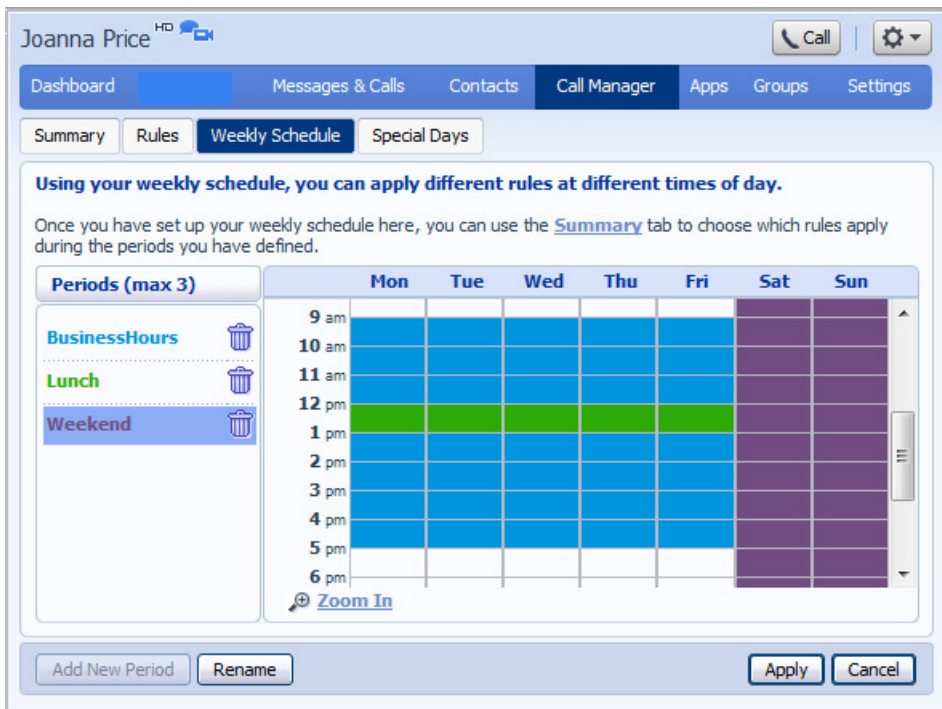 Joanna Price HD
Call
Dashboard Messages & Calls Contacts Call Manager Apps Groups Settings
Summary Rules Weekly Schedule Special Days
Using your weekly schedule, you can apply different rules at different times of day.
Once you have set up your weekly schedule here, you can use the Summary tab to choose which rules apply
during the periods you have defined.
Periods (max 3)
BusinessHours
Lunch
Weekend
Mon Tue Wed Thu Fri Sat Sun
9 am
10 am
11 am
12 pm
1 pm
2 pm
3 pm
4 pm
5 pm
6 pm
Zoom In
Add New Period Rename Apply Cancel